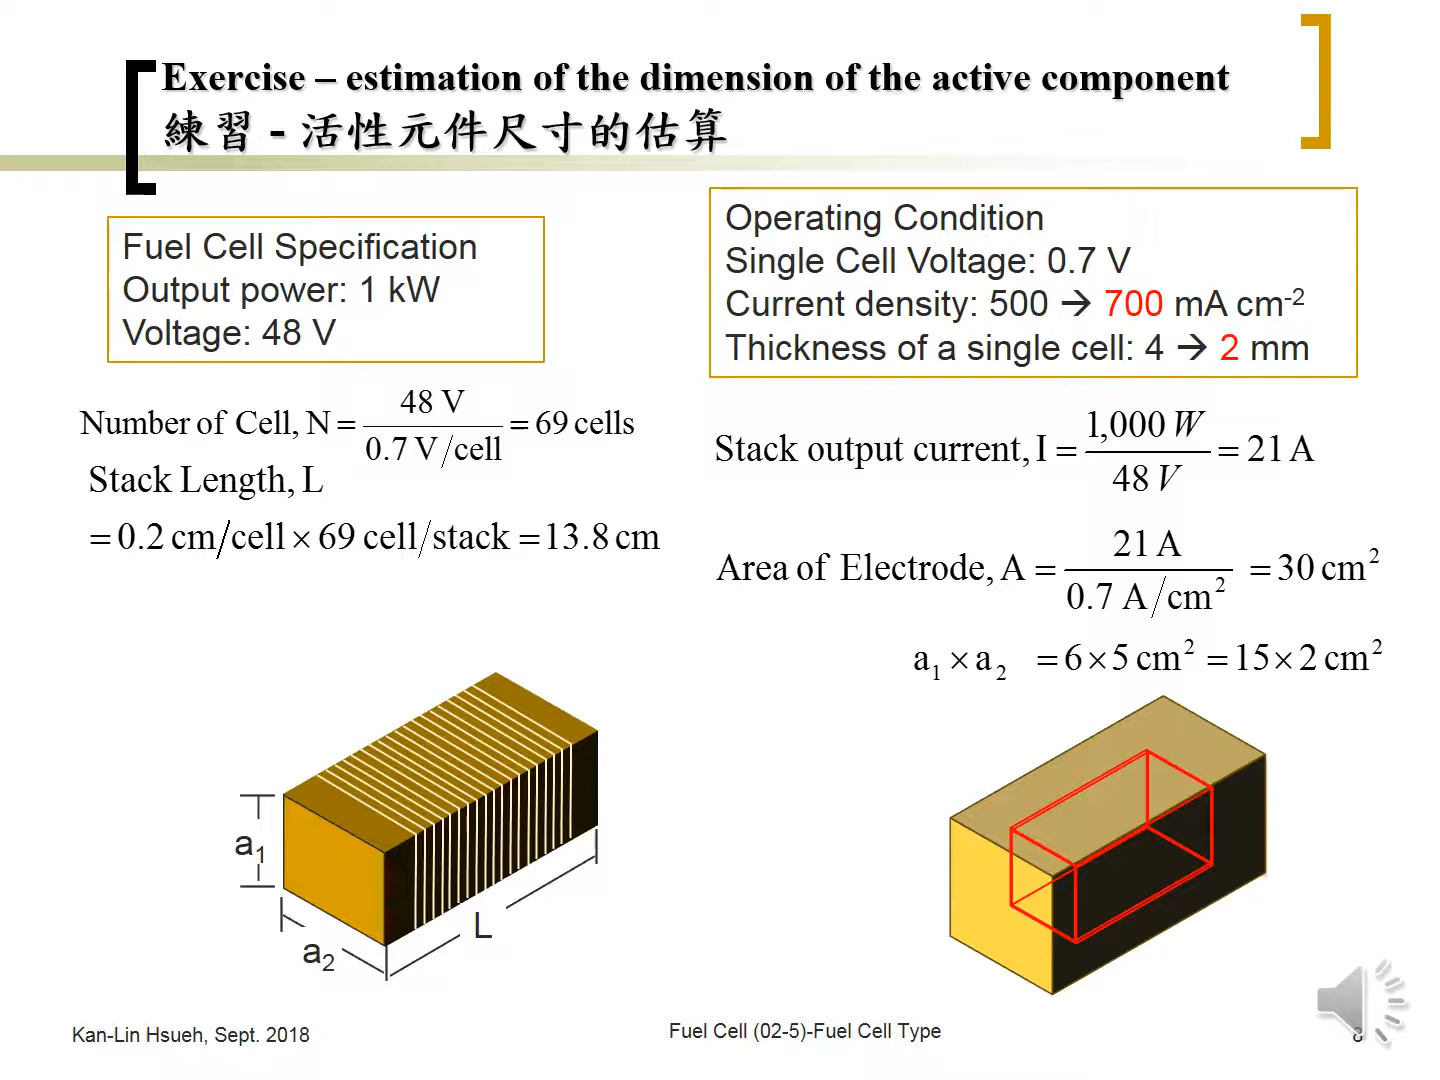 Exercise – estimation of the dimension of the active component
練習 - 活性元件尺寸的估算
Fuel Cell Specification
Output power: 1 kW
Voltage: 48 V
Operating Condition
Single Cell Voltage: 0.7 V
Current density: 500 → 700 mA cm⁻²
Thickness of a single cell: 4 → 2 mm
Number of Cell, N = 48 V / 0.7 V/cell = 69 cells
Stack Length, L
= 0.2 cm/cell × 69 cell/stack = 13.8 cm
Stack output current, I = 1,000 W / 48 V = 21 A
Area of Electrode, A = 21 A / 0.7 A/cm² = 30 cm²
a₁ × a₂ = 6 × 5 cm² = 15 × 2 cm²
a₁
a₂
L
Kan-Lin Hsueh, Sept. 2018
Fuel Cell (02-5)-Fuel Cell Type